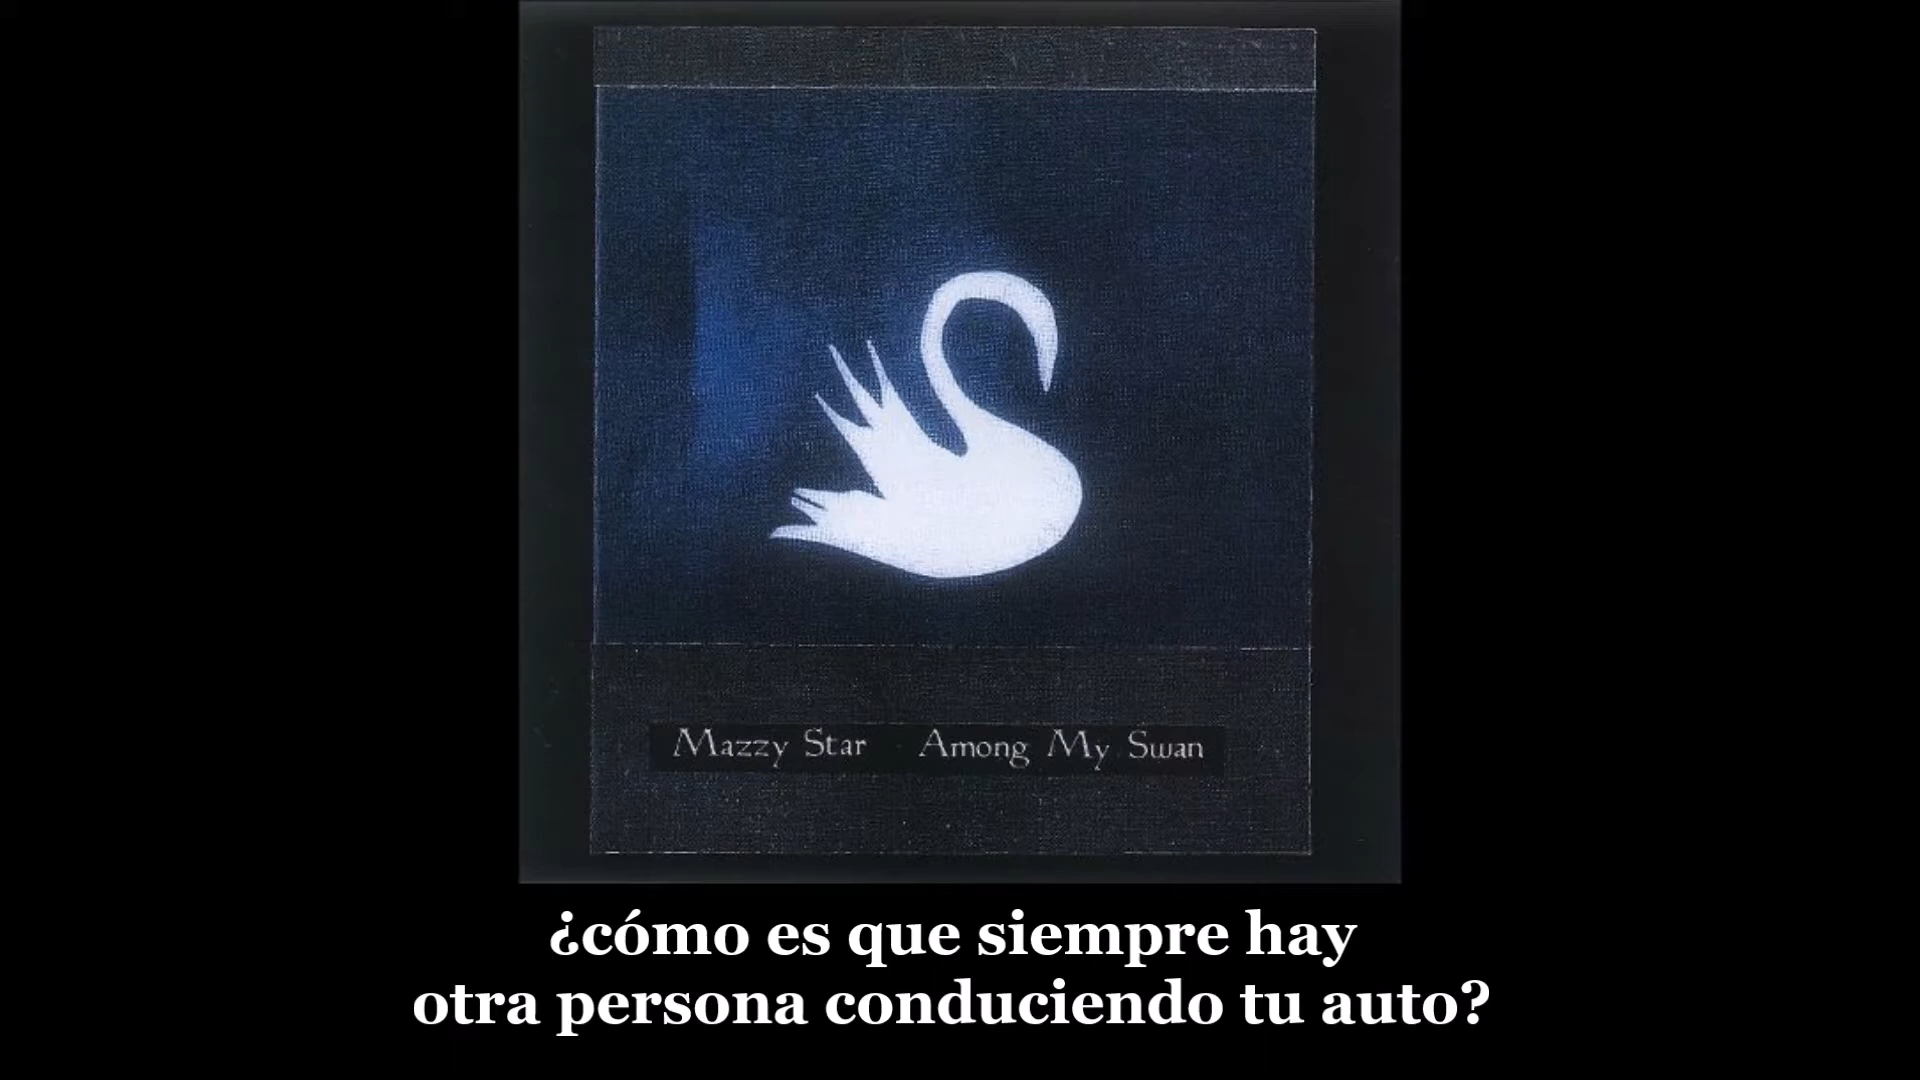 Mazzy Star · Among My Swan
¿cómo es que siempre hay
otra persona conduciendo tu auto?